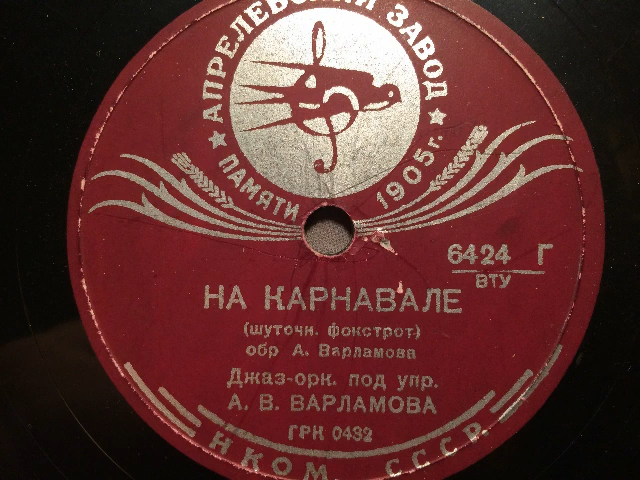 АПРЕЛЕВСКИЙ ЗАВОД
ПАМЯТИ 1905 г.
6424 Г
ВТУ
НА КАРНАВАЛЕ
(шуточн. фокстрот)
обр А. Варламова
Джаз-орк. под упр.
А. В. ВАРЛАМОВА
ГРК 0432
НКОМ СССР